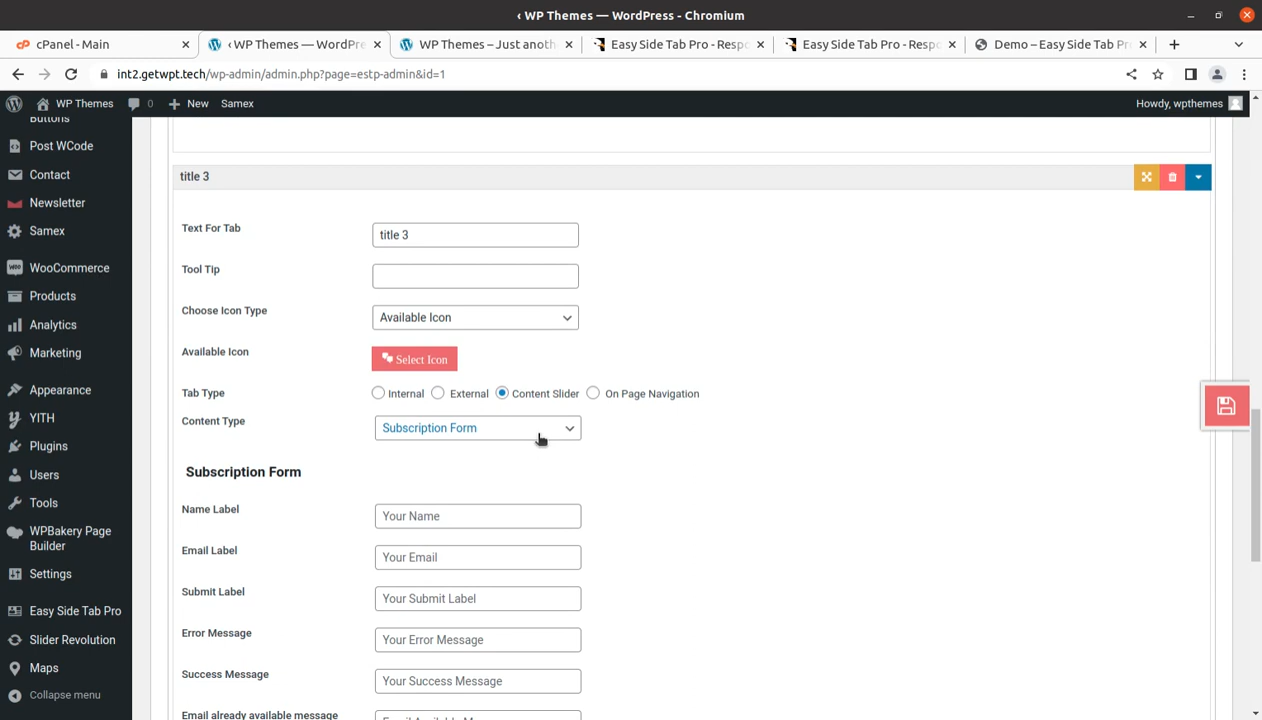 ‹ WP Themes — WordPress - Chromium
cPanel - Main
‹ WP Themes — WordPre
WP Themes – Just anoth
Easy Side Tab Pro - Respo
Easy Side Tab Pro - Respo
Demo – Easy Side Tab Pr
int2.getwpt.tech/wp-admin/admin.php?page=estp-admin&id=1
WP Themes
0
New
Samex
Howdy, wpthemes
Buttons
Post WCode
Contact
Newsletter
Samex
WooCommerce
Products
Analytics
Marketing
Appearance
YITH
Plugins
Users
Tools
WPBakery Page
Builder
Settings
Easy Side Tab Pro
Slider Revolution
Maps
Collapse menu
title 3
Text For Tab
title 3
Tool Tip
Choose Icon Type
Available Icon
Available Icon
Select Icon
Tab Type
Internal
External
Content Slider
On Page Navigation
Content Type
Subscription Form
Subscription Form
Name Label
Your Name
Email Label
Your Email
Submit Label
Your Submit Label
Error Message
Your Error Message
Success Message
Your Success Message
Email already available message